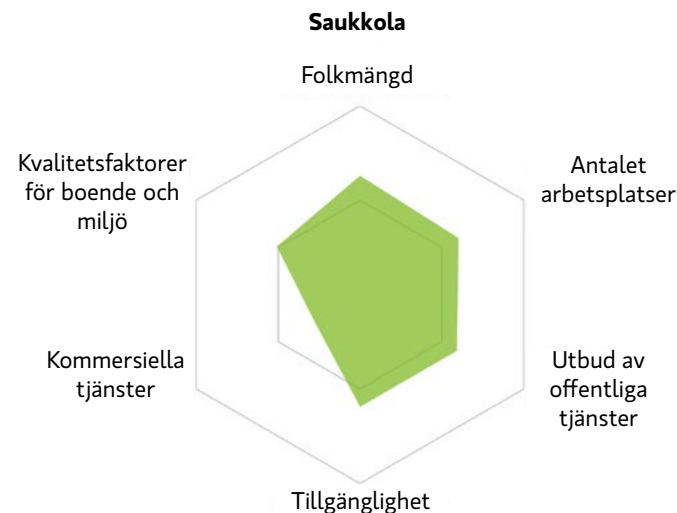 Saukkola
Folkmängd
Kvalitetsfaktorer
för boende och
miljö
Antalet
arbetsplatser
Kommersiella
tjänster
Utbud av
offentliga
tjänster
Tillgänglighet